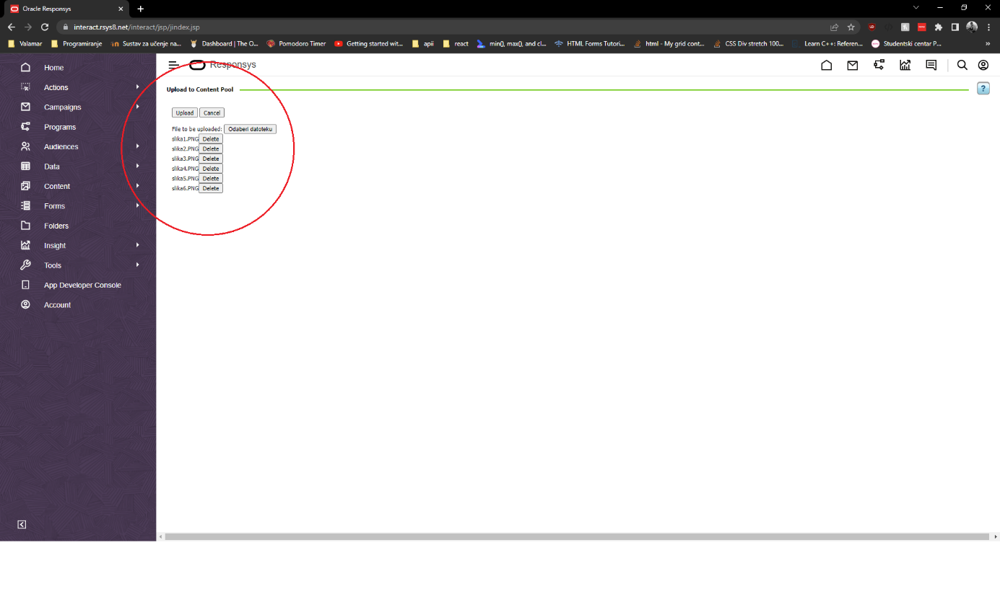 Oracle Responsys
interact.rsys8.net/interact/jsp/jindex.jsp
Valamar Programiranje Sustav za učenje na... Dashboard | The O... Pomodoro Timer Getting started wit... apii react min(), max(), and cl... HTML Forms Tutori... html - My grid cont... CSS Div stretch 100... Learn C++: Referen... Studentski centar P... »
Home
Actions
Campaigns
Programs
Audiences
Data
Content
Forms
Folders
Insight
Tools
App Developer Console
Account
Responsys
Upload to Content Pool
?
Upload Cancel
File to be uploaded: Odaberi datoteku
slika1.PNG Delete
slika2.PNG Delete
slika3.PNG Delete
slika4.PNG Delete
slika5.PNG Delete
slika6.PNG Delete